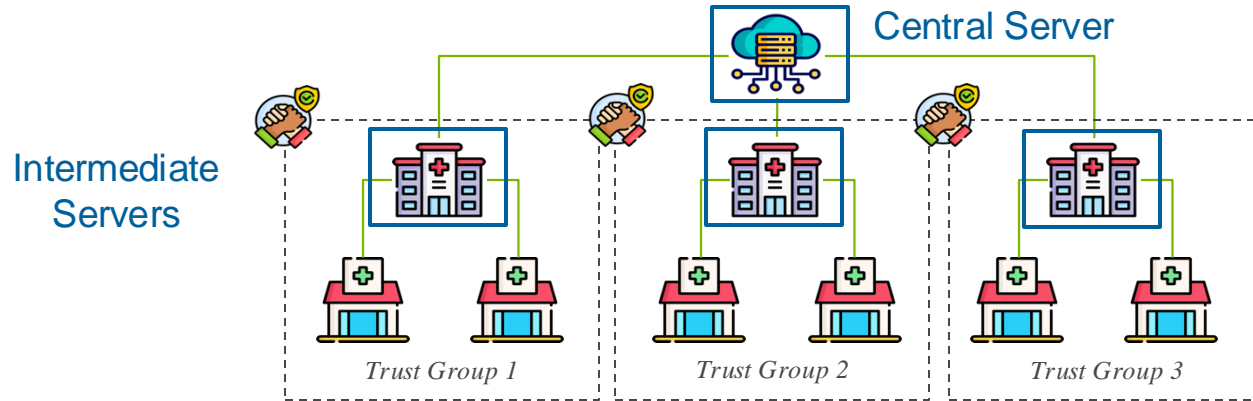 Central Server
Intermediate
Servers
Trust Group 1
Trust Group 2
Trust Group 3